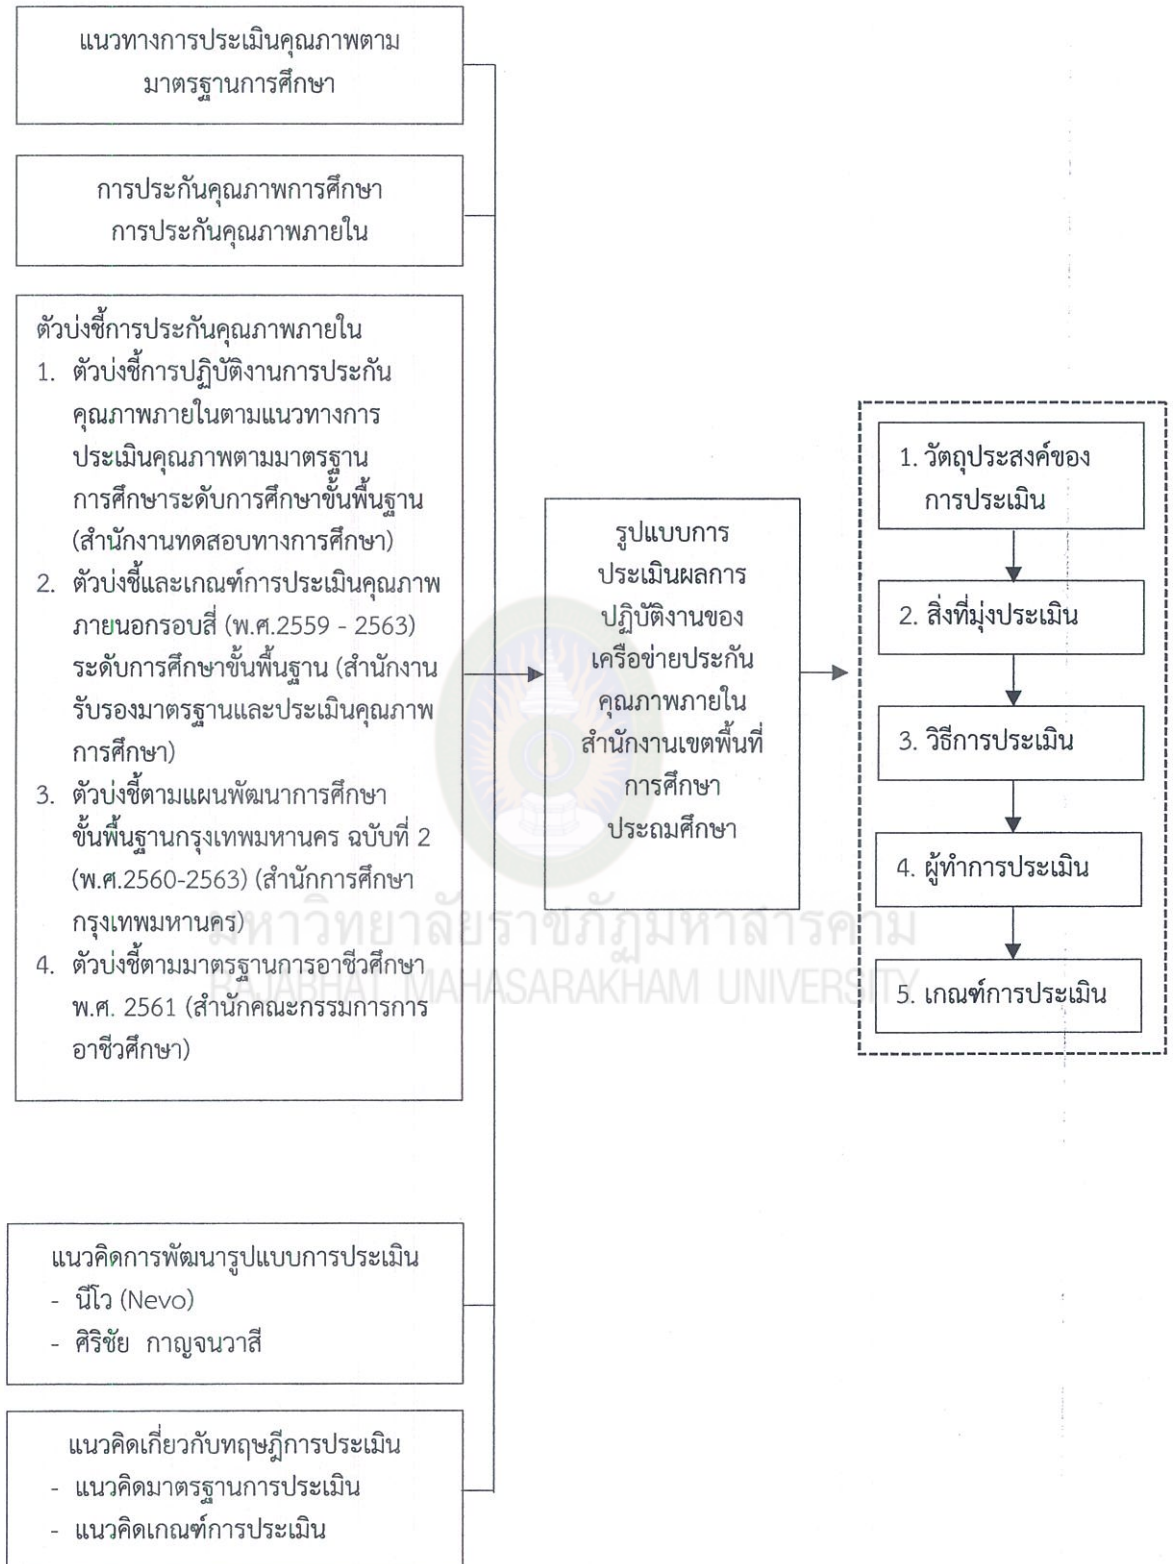 แนวทางการประเมินคุณภาพตาม
มาตรฐานการศึกษา
การประกันคุณภาพการศึกษา
การประกันคุณภาพภายใน
ตัวบ่งชี้การประกันคุณภาพภายใน
1. ตัวบ่งชี้การปฏิบัติงานการประกัน
คุณภาพภายในตามแนวทางการ
ประเมินคุณภาพตามมาตรฐาน
การศึกษาระดับการศึกษาขั้นพื้นฐาน
(สำนักงานทดสอบทางการศึกษา)
2. ตัวบ่งชี้และเกณฑ์การประเมินคุณภาพ
ภายนอกรอบสี่ (พ.ศ.2559 - 2563)
ระดับการศึกษาขั้นพื้นฐาน (สำนักงาน
รับรองมาตรฐานและประเมินคุณภาพ
การศึกษา)
3. ตัวบ่งชี้ตามแผนพัฒนาการศึกษา
ขั้นพื้นฐานกรุงเทพมหานคร ฉบับที่ 2
(พ.ศ.2560-2563) (สำนักการศึกษา
กรุงเทพมหานคร)
4. ตัวบ่งชี้ตามมาตรฐานการอาชีวศึกษา
พ.ศ. 2561 (สำนักคณะกรรมการการ
อาชีวศึกษา)
แนวคิดการพัฒนารูปแบบการประเมิน
- นีโว (Nevo)
- ศิริชัย กาญจนวาสี
แนวคิดเกี่ยวกับทฤษฎีการประเมิน
- แนวคิดมาตรฐานการประเมิน
- แนวคิดเกณฑ์การประเมิน
รูปแบบการ
ประเมินผลการ
ปฏิบัติงานของ
เครือข่ายประกัน
คุณภาพภายใน
สำนักงานเขตพื้นที่
การศึกษา
ประถมศึกษา
1. วัตถุประสงค์ของ
การประเมิน
2. สิ่งที่มุ่งประเมิน
3. วิธีการประเมิน
4. ผู้ทำการประเมิน
5. เกณฑ์การประเมิน
มหาวิทยาลัยราชภัฏมหาสารคาม
RAJABHAT MAHASARAKHAM UNIVERSITY